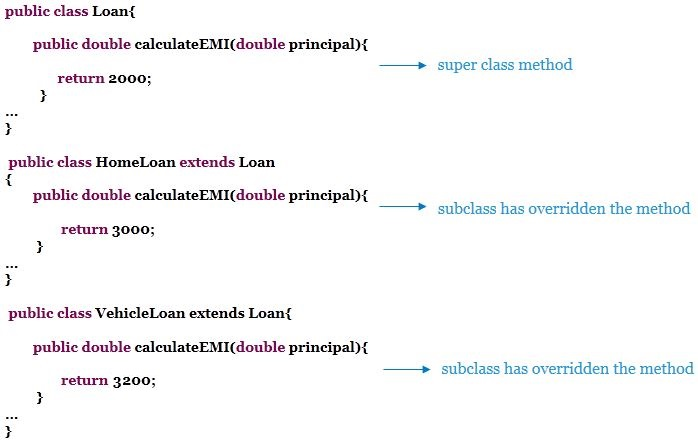 public class Loan{
public double calculateEMI(double principal){
super class method
return 2000;
}
...
}
public class HomeLoan extends Loan
{
public double calculateEMI(double principal){
subclass has overridden the method
return 3000;
}
...
}
public class VehicleLoan extends Loan{
public double calculateEMI(double principal){
subclass has overridden the method
return 3200;
}
...
}